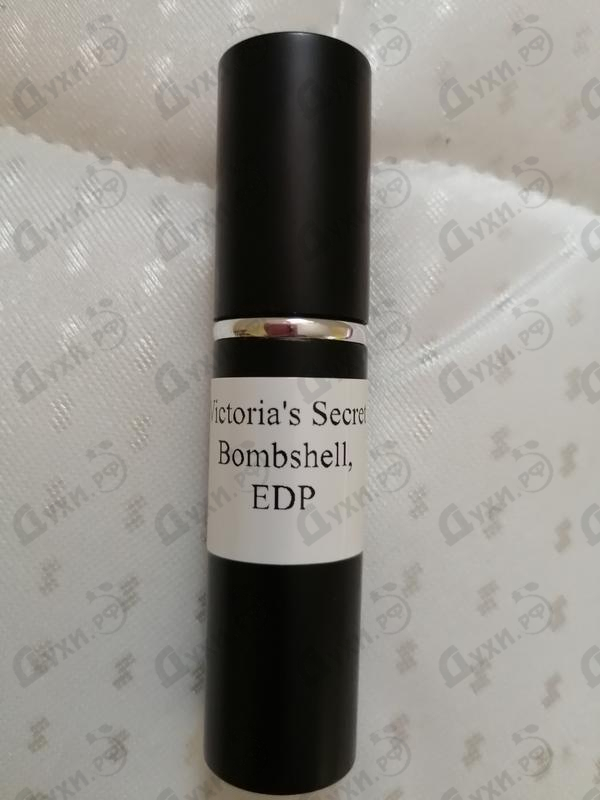 Victoria's Secret
Bombshell,
EDP
Духи.рф